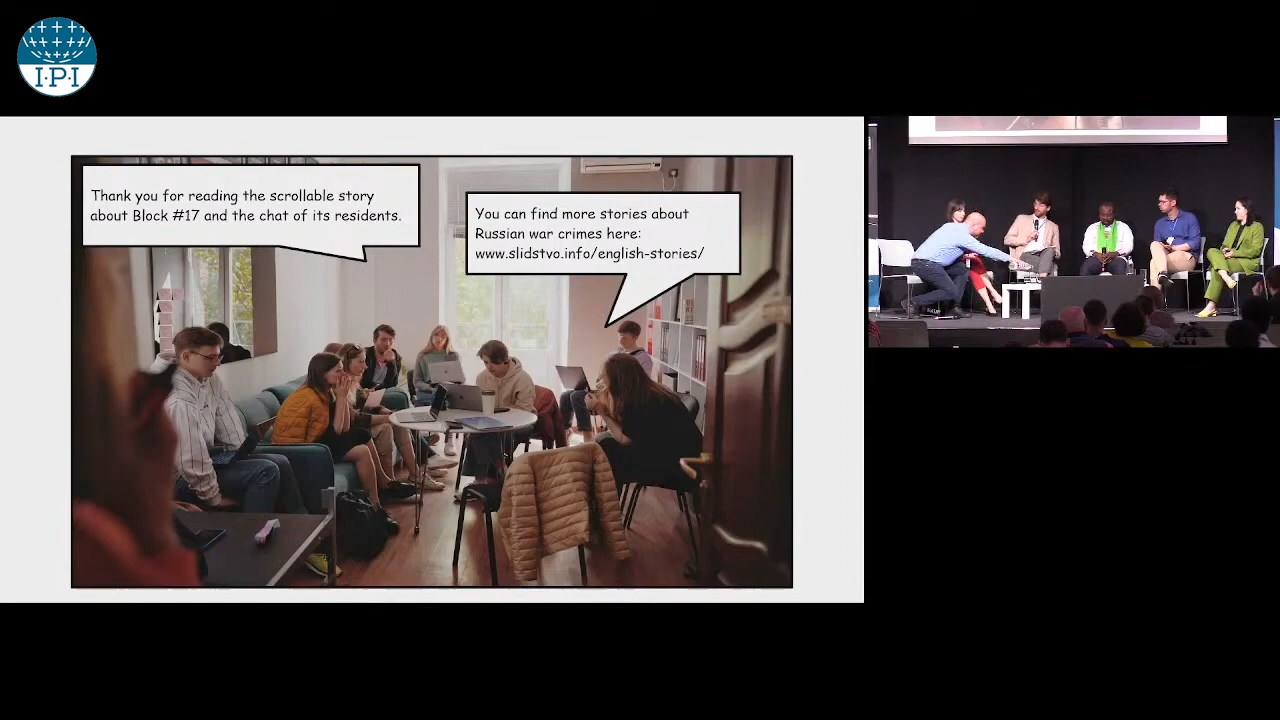 I·P·I
Thank you for reading the scrollable story
about Block #17 and the chat of its residents.
You can find more stories about
Russian war crimes here:
www.slidstvo.info/english-stories/